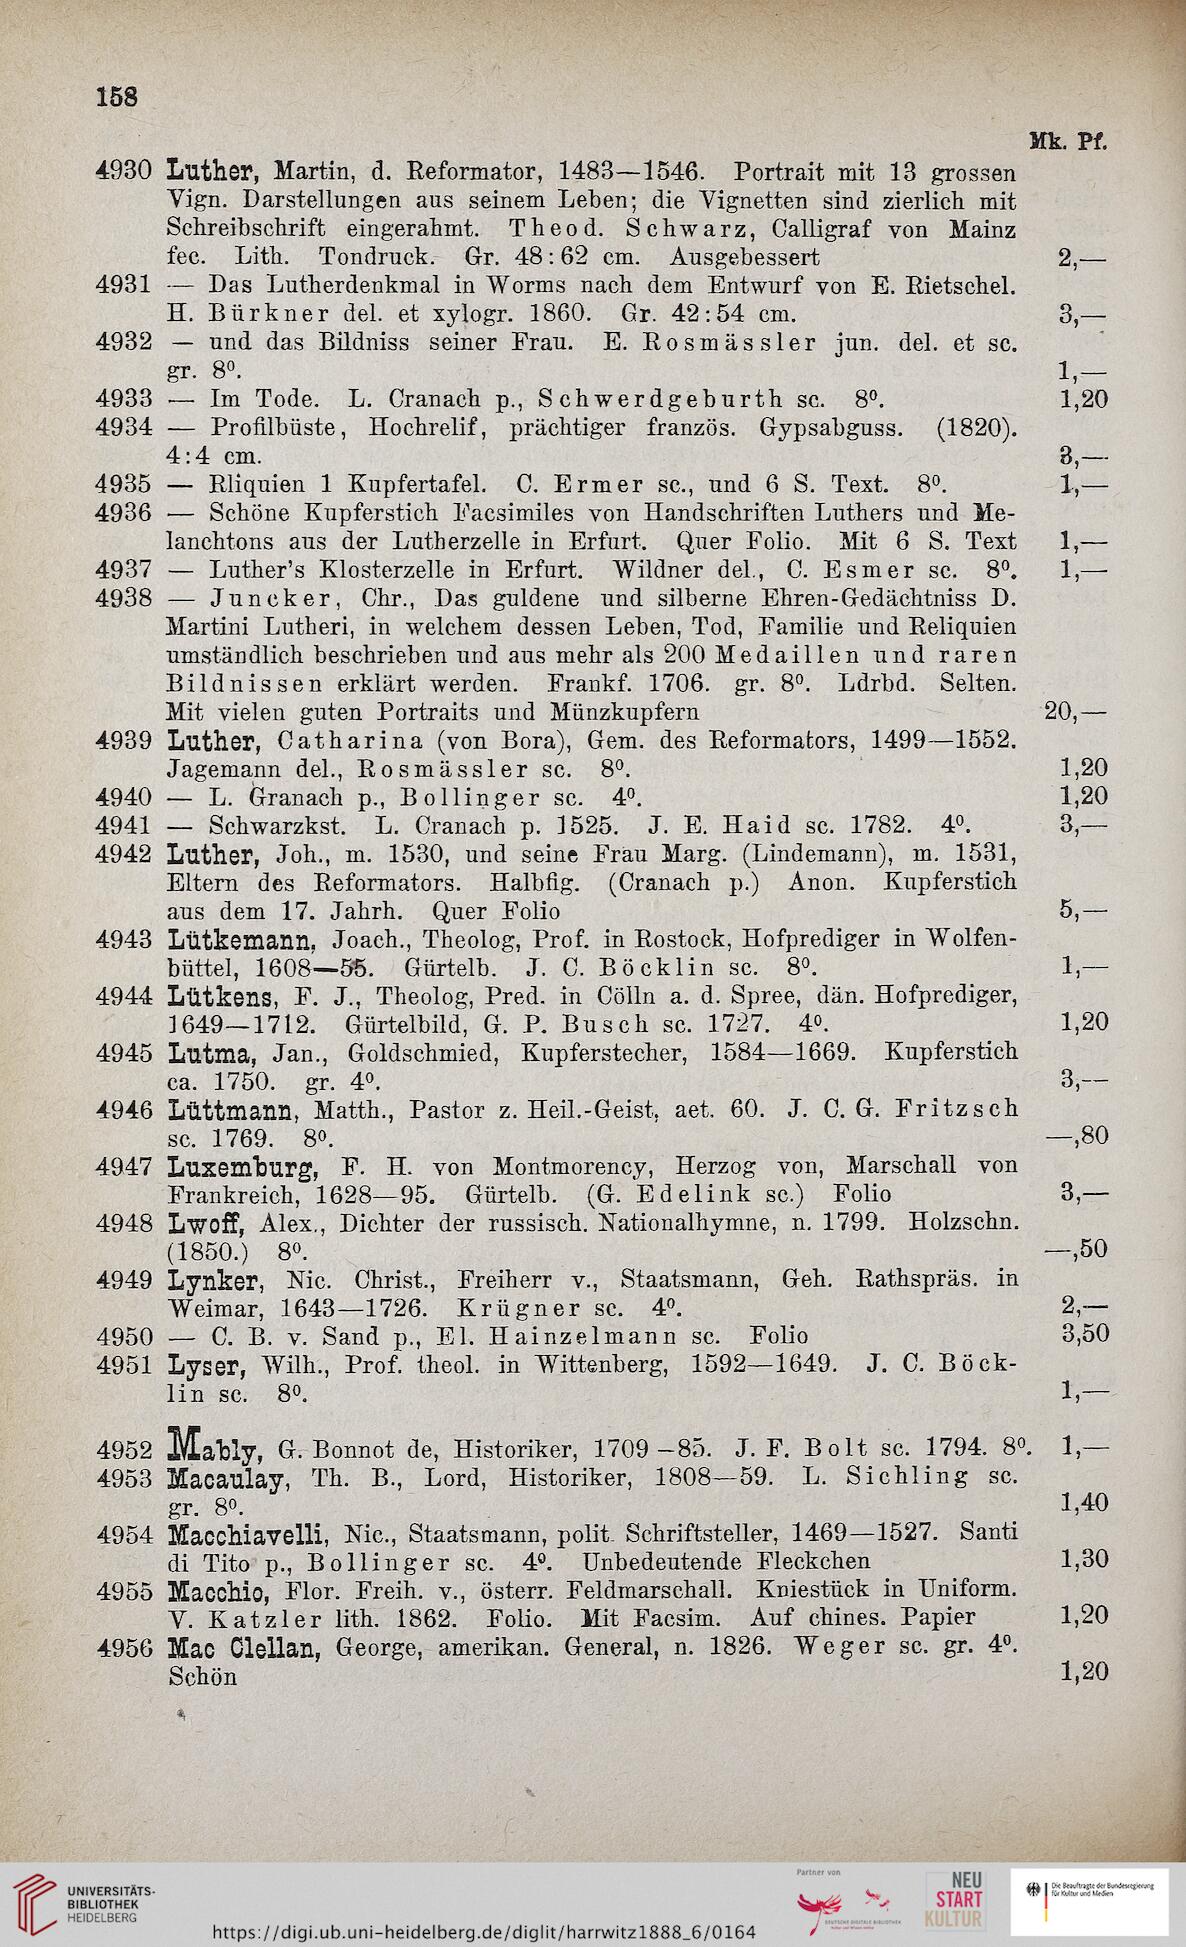 158
Mk. Pf.
4930 Luther, Martin, d. Reformator, 1483—1546. Portrait mit 13 grossen
Vign. Darstellungen aus seinem Leben; die Vignetten sind zierlich mit
Schreibschrift eingerahmt. Theod. Schwarz, Calligraf von Mainz
fec. Lith. Tondruck. Gr. 48:62 cm. Ausgebessert 2,—
4931 — Das Lutherdenkmal in Worms nach dem Entwurf von E. Rietschel.
H. Bürkner del. et xylogr. 1860. Gr. 42:54 cm. 3,—
4932 — und das Bildniss seiner Frau. E. Rosmässler jun. del. et sc.
gr. 8⁰. 1,—
4933 — Im Tode. L. Cranach p., Schwerdgeburth sc. 8⁰. 1,20
4934 — Profilbüste, Hochrelif, prächtiger französ. Gypsabguss. (1820).
4:4 cm. 3,—
4935 — Rliquien 1 Kupfertafel. C. Ermer sc., und 6 S. Text. 8⁰. 1,—
4936 — Schöne Kupferstich Facsimiles von Handschriften Luthers und Me-
lanchtons aus der Lutherzelle in Erfurt. Quer Folio. Mit 6 S. Text 1,—
4937 — Luther's Klosterzelle in Erfurt. Wildner del., C. Esmer sc. 8⁰. 1,—
4938 — Juncker, Chr., Das guldene und silberne Ehren-Gedächtniss D.
Martini Lutheri, in welchem dessen Leben, Tod, Familie und Reliquien
umständlich beschrieben und aus mehr als 200 Medaillen und raren
Bildnissen erklärt werden. Frankf. 1706. gr. 8⁰. Ldrbd. Selten.
Mit vielen guten Portraits und Münzkupfern 20,—
4939 Luther, Catharina (von Bora), Gem. des Reformators, 1499—1552.
Jagemann del., Rosmässler sc. 8⁰. 1,20
4940 — L. Granach p., Bollinger sc. 4⁰. 1,20
4941 — Schwarzkst. L. Cranach p. 1525. J. E. Haid sc. 1782. 4⁰. 3,—
4942 Luther, Joh., m. 1530, und seine Frau Marg. (Lindemann), m. 1531,
Eltern des Reformators. Halbfig. (Cranach p.) Anon. Kupferstich
aus dem 17. Jahrh. Quer Folio 5,—
4943 Lütkemann, Joach., Theolog, Prof. in Rostock, Hofprediger in Wolfen-
büttel, 1608—55. Gürtelb. J. C. Böcklin sc. 8⁰. 1,—
4944 Lütkens, F. J., Theolog, Pred. in Cölln a. d. Spree, dän. Hofprediger,
1649—1712. Gürtelbild, G. P. Busch sc. 1727. 4⁰. 1,20
4945 Lutma, Jan., Goldschmied, Kupferstecher, 1584—1669. Kupferstich
ca. 1750. gr. 4⁰. 3,—
4946 Lüttmann, Matth., Pastor z. Heil.-Geist, aet. 60. J. C. G. Fritzsch
sc. 1769. 8⁰. —,80
4947 Luxemburg, F. H. von Montmorency, Herzog von, Marschall von
Frankreich, 1628—95. Gürtelb. (G. Edelink sc.) Folio 3,—
4948 Lwoff, Alex., Dichter der russisch. Nationalhymne, n. 1799. Holzschn.
(1850.) 8⁰. —,50
4949 Lynker, Nic. Christ., Freiherr v., Staatsmann, Geh. Rathspräs. in
Weimar, 1643—1726. Krügner sc. 4⁰. 2,—
4950 — C. B. v. Sand p., El. Hainzelmann sc. Folio 3,50
4951 Lyser, Wilh., Prof. theol. in Wittenberg, 1592—1649. J. C. Böck-
lin sc. 8⁰. 1,—
4952 Mably, G. Bonnot de, Historiker, 1709–85. J. F. Bolt sc. 1794. 8⁰. 1,—
4953 Macaulay, Th. B., Lord, Historiker, 1808—59. L. Sichling sc.
gr. 8⁰. 1,40
4954 Macchiavelli, Nic., Staatsmann, polit. Schriftsteller, 1469—1527. Santi
di Tito p., Bollinger sc. 4⁰. Unbedeutende Fleckchen 1,30
4955 Macchio, Flor. Freih. v., österr. Feldmarschall. Kniestück in Uniform.
V. Katzler lith. 1862. Folio. Mit Facsim. Auf chines. Papier 1,20
4956 Mac Clellan, George, amerikan. General, n. 1826. Weger sc. gr. 4⁰.
Schön 1,20
UNIVERSITÄTS-
BIBLIOTHEK
HEIDELBERG
https://digi.ub.uni-heidelberg.de/diglit/harrwitz1888_6/0164
Partner von
DEUTSCHE DIGITALE BIBLIOTHEK
Kultur und Wissen online
NEU
START
KULTUR
Die Beauftragte der Bundesregierung
für Kultur und Medien